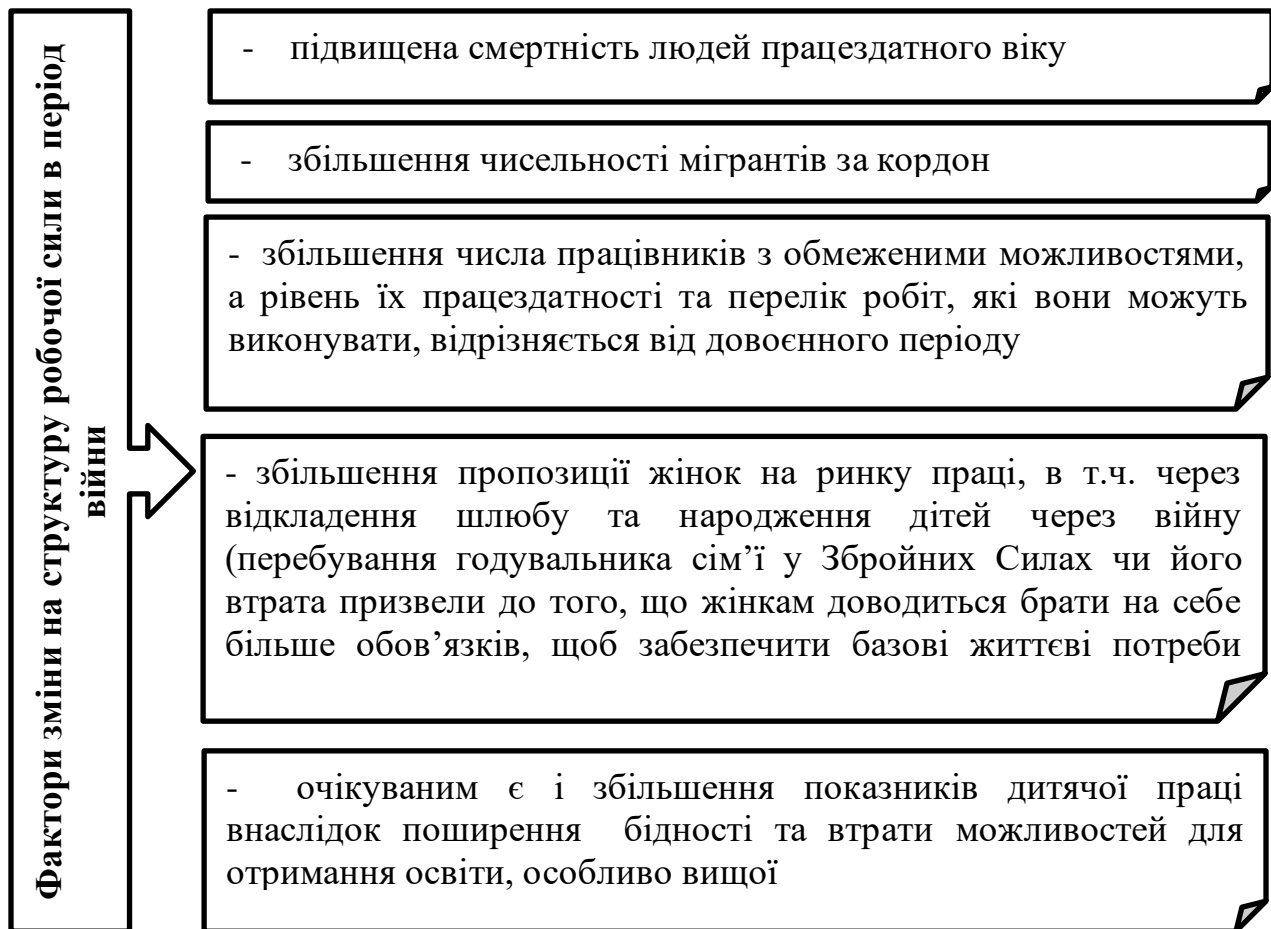 Фактори зміни на структуру робочої сили в період
війни
- підвищена смертність людей працездатного віку
- збільшення чисельності мігрантів за кордон
- збільшення числа працівників з обмеженими можливостями,
а рівень їх працездатності та перелік робіт, які вони можуть
виконувати, відрізняється від довоєнного періоду
- збільшення пропозиції жінок на ринку праці, в т.ч. через
відкладення шлюбу та народження дітей через війну
(перебування годувальника сім’ї у Збройних Силах чи його
втрата призвели до того, що жінкам доводиться брати на себе
більше обов’язків, щоб забезпечити базові життєві потреби
- очікуваним є і збільшення показників дитячої праці
внаслідок поширення бідності та втрати можливостей для
отримання освіти, особливо вищої